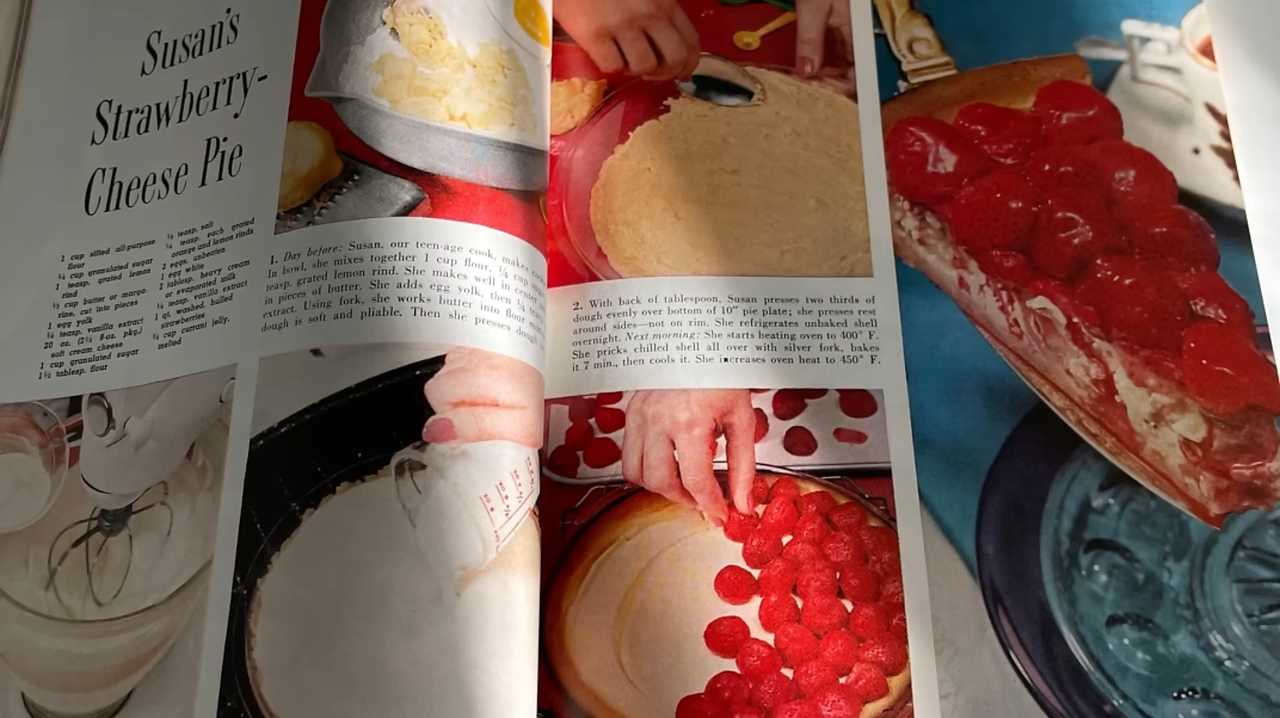 Susan's
Strawberry-
Cheese Pie
1 cup sifted all-purpose
flour
¼ cup granulated sugar
1 teasp. grated lemon
rind
½ cup butter or marga-
rine, cut into pieces
1 egg yolk
¼ teasp. vanilla extract
20 oz. (2½ 8-oz. pkg.)
soft cream cheese
1 cup granulated sugar
1½ tablesp. flour
teasp. salt
teasp. each grated
orange and lemon rinds
3 eggs, unbeaten
1 egg white
2 tablesp. heavy cream
or evaporated milk
¼ teasp. vanilla extract
1 qt. washed, hulled
strawberries
cup currant jelly,
melted
1. Day before: Susan, our teen-age cook, makes
In bowl, she mixes together 1 cup flour, ¼ cup
teasp. grated lemon rind. She makes well in center
in pieces of butter. She adds egg yolk, then ¼
extract. Using fork, she works butter into flour
dough is soft and pliable. Then she presses dough
2. With back of tablespoon, Susan presses two thirds of
dough evenly over bottom of 10" pie plate; she presses rest
around sides—not on rim. She refrigerates unbaked shell
overnight. Next morning: She starts heating oven to 400° F.
She pricks chilled shell all over with silver fork, bakes
it 7 min., then cools it. She increases oven heat to 450° F.